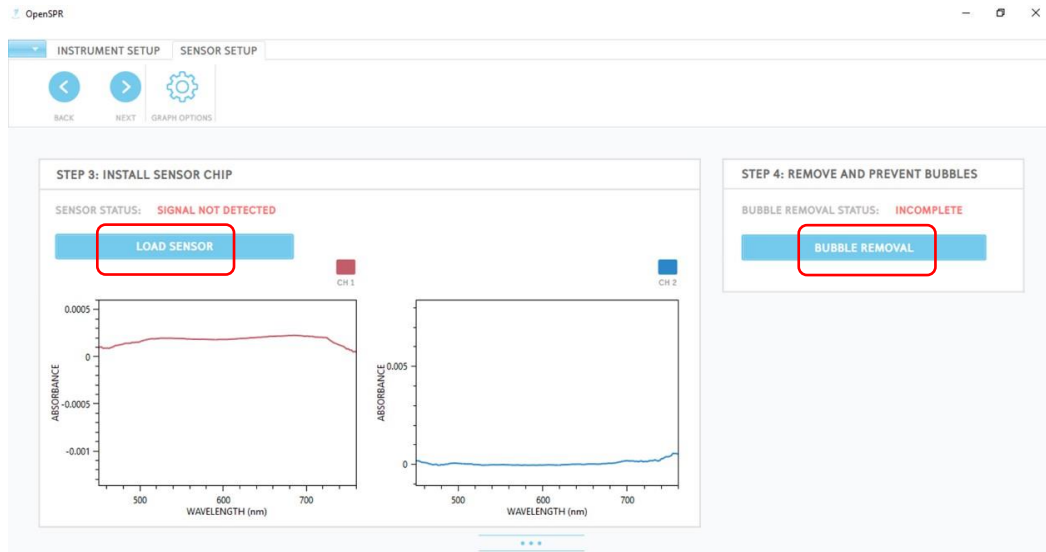 OpenSPR
INSTRUMENT SETUP SENSOR SETUP
BACK NEXT GRAPH OPTIONS
STEP 3: INSTALL SENSOR CHIP
SENSOR STATUS: SIGNAL NOT DETECTED
LOAD SENSOR
CH 1
CH 2
0.0005
0
-0.0005
-0.001
ABSORBANCE
500 600 700
WAVELENGTH (nm)
0.005
0
ABSORBANCE
500 600 700
WAVELENGTH (nm)
STEP 4: REMOVE AND PREVENT BUBBLES
BUBBLE REMOVAL STATUS: INCOMPLETE
BUBBLE REMOVAL